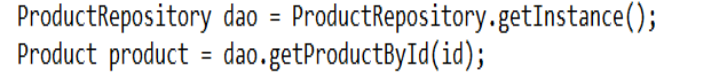 ProductRepository dao = ProductRepository.getInstance();
Product product = dao.getProductById(id);